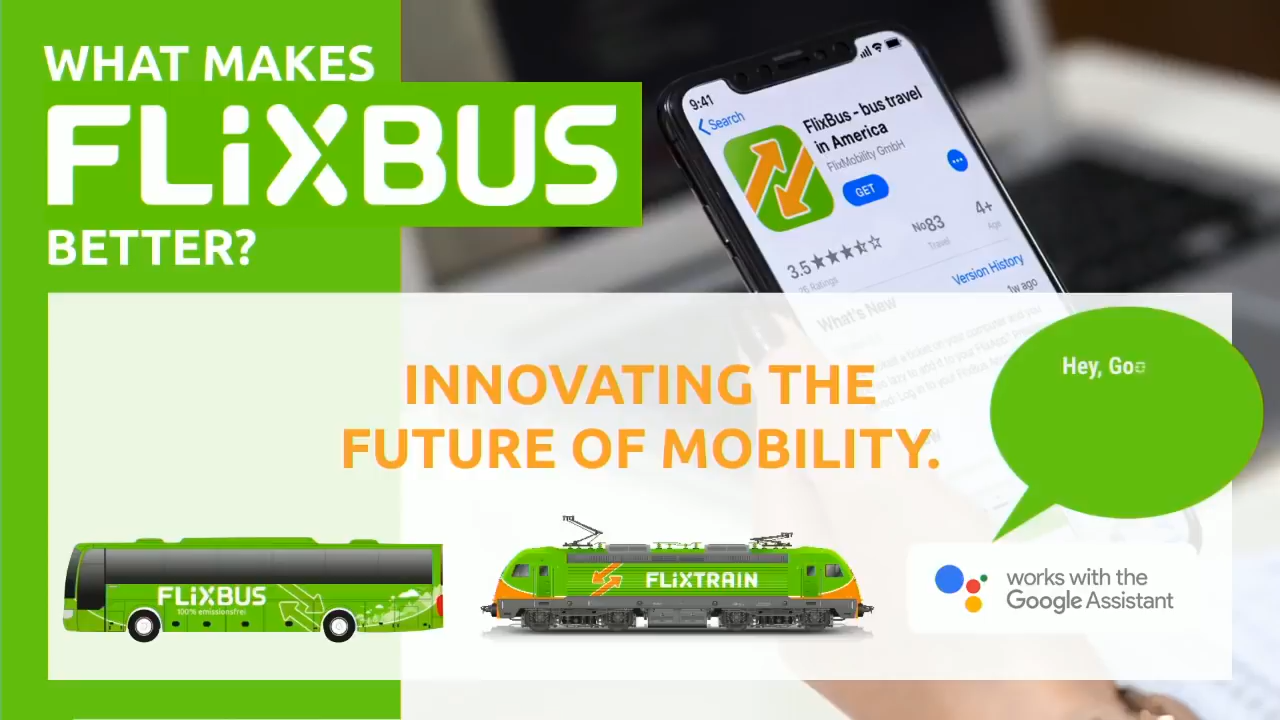 WHAT MAKES
FLiXBUS
BETTER?
9:41
Search
FlixBus - bus travel
in America
FlixMobility GmbH
GET
3.5★★★★☆
No83
4+
Travel
Age
Ratings
Version History
What's New
1w ago
INNOVATING THE
FUTURE OF MOBILITY.
Hey, Goo
FLiXBUS
100% emissionsfrei
FLiXTRAIN
works with the
Google Assistant